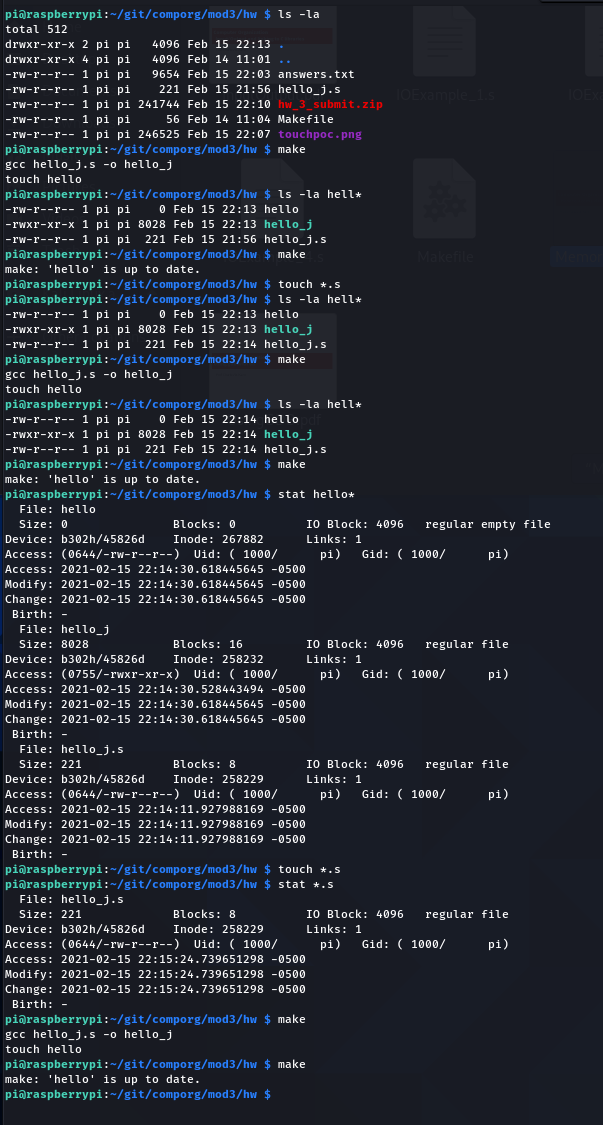 pi@raspberrypi:~/git/comporg/mod3/hw $ ls -la
total 512
drwxr-xr-x 2 pi pi   4096 Feb 15 22:13 .
drwxr-xr-x 4 pi pi   4096 Feb 14 11:01 ..
-rw-r--r-- 1 pi pi   9654 Feb 15 22:03 answers.txt
-rw-r--r-- 1 pi pi    221 Feb 15 21:56 hello_j.s
-rw-r--r-- 1 pi pi 241744 Feb 15 22:10 hw_3_submit.zip
-rw-r--r-- 1 pi pi     56 Feb 14 11:04 Makefile
-rw-r--r-- 1 pi pi 246525 Feb 15 22:07 touchpoc.png
pi@raspberrypi:~/git/comporg/mod3/hw $ make
gcc hello_j.s -o hello_j
touch hello
pi@raspberrypi:~/git/comporg/mod3/hw $ ls -la hell*
-rw-r--r-- 1 pi pi    0 Feb 15 22:13 hello
-rwxr-xr-x 1 pi pi 8028 Feb 15 22:13 hello_j
-rw-r--r-- 1 pi pi  221 Feb 15 21:56 hello_j.s
pi@raspberrypi:~/git/comporg/mod3/hw $ make
make: 'hello' is up to date.
pi@raspberrypi:~/git/comporg/mod3/hw $ touch *.s
pi@raspberrypi:~/git/comporg/mod3/hw $ ls -la hell*
-rw-r--r-- 1 pi pi    0 Feb 15 22:13 hello
-rwxr-xr-x 1 pi pi 8028 Feb 15 22:13 hello_j
-rw-r--r-- 1 pi pi  221 Feb 15 22:14 hello_j.s
pi@raspberrypi:~/git/comporg/mod3/hw $ make
gcc hello_j.s -o hello_j
touch hello
pi@raspberrypi:~/git/comporg/mod3/hw $ ls -la hell*
-rw-r--r-- 1 pi pi    0 Feb 15 22:14 hello
-rwxr-xr-x 1 pi pi 8028 Feb 15 22:14 hello_j
-rw-r--r-- 1 pi pi  221 Feb 15 22:14 hello_j.s
pi@raspberrypi:~/git/comporg/mod3/hw $ make
make: 'hello' is up to date.
pi@raspberrypi:~/git/comporg/mod3/hw $ stat hello*
  File: hello
  Size: 0               Blocks: 0          IO Block: 4096   regular empty file
Device: b302h/45826d    Inode: 267882      Links: 1
Access: (0644/-rw-r--r--)  Uid: ( 1000/      pi)   Gid: ( 1000/      pi)
Access: 2021-02-15 22:14:30.618445645 -0500
Modify: 2021-02-15 22:14:30.618445645 -0500
Change: 2021-02-15 22:14:30.618445645 -0500
 Birth: -
  File: hello_j
  Size: 8028            Blocks: 16         IO Block: 4096   regular file
Device: b302h/45826d    Inode: 258232      Links: 1
Access: (0755/-rwxr-xr-x)  Uid: ( 1000/      pi)   Gid: ( 1000/      pi)
Access: 2021-02-15 22:14:30.528443494 -0500
Modify: 2021-02-15 22:14:30.618445645 -0500
Change: 2021-02-15 22:14:30.618445645 -0500
 Birth: -
  File: hello_j.s
  Size: 221             Blocks: 8          IO Block: 4096   regular file
Device: b302h/45826d    Inode: 258229      Links: 1
Access: (0644/-rw-r--r--)  Uid: ( 1000/      pi)   Gid: ( 1000/      pi)
Access: 2021-02-15 22:14:11.927988169 -0500
Modify: 2021-02-15 22:14:11.927988169 -0500
Change: 2021-02-15 22:14:11.927988169 -0500
 Birth: -
pi@raspberrypi:~/git/comporg/mod3/hw $ touch *.s
pi@raspberrypi:~/git/comporg/mod3/hw $ stat *.s
  File: hello_j.s
  Size: 221             Blocks: 8          IO Block: 4096   regular file
Device: b302h/45826d    Inode: 258229      Links: 1
Access: (0644/-rw-r--r--)  Uid: ( 1000/      pi)   Gid: ( 1000/      pi)
Access: 2021-02-15 22:15:24.739651298 -0500
Modify: 2021-02-15 22:15:24.739651298 -0500
Change: 2021-02-15 22:15:24.739651298 -0500
 Birth: -
pi@raspberrypi:~/git/comporg/mod3/hw $ make
gcc hello_j.s -o hello_j
touch hello
pi@raspberrypi:~/git/comporg/mod3/hw $ make
make: 'hello' is up to date.
pi@raspberrypi:~/git/comporg/mod3/hw $
IOExample_1.s
Makefile